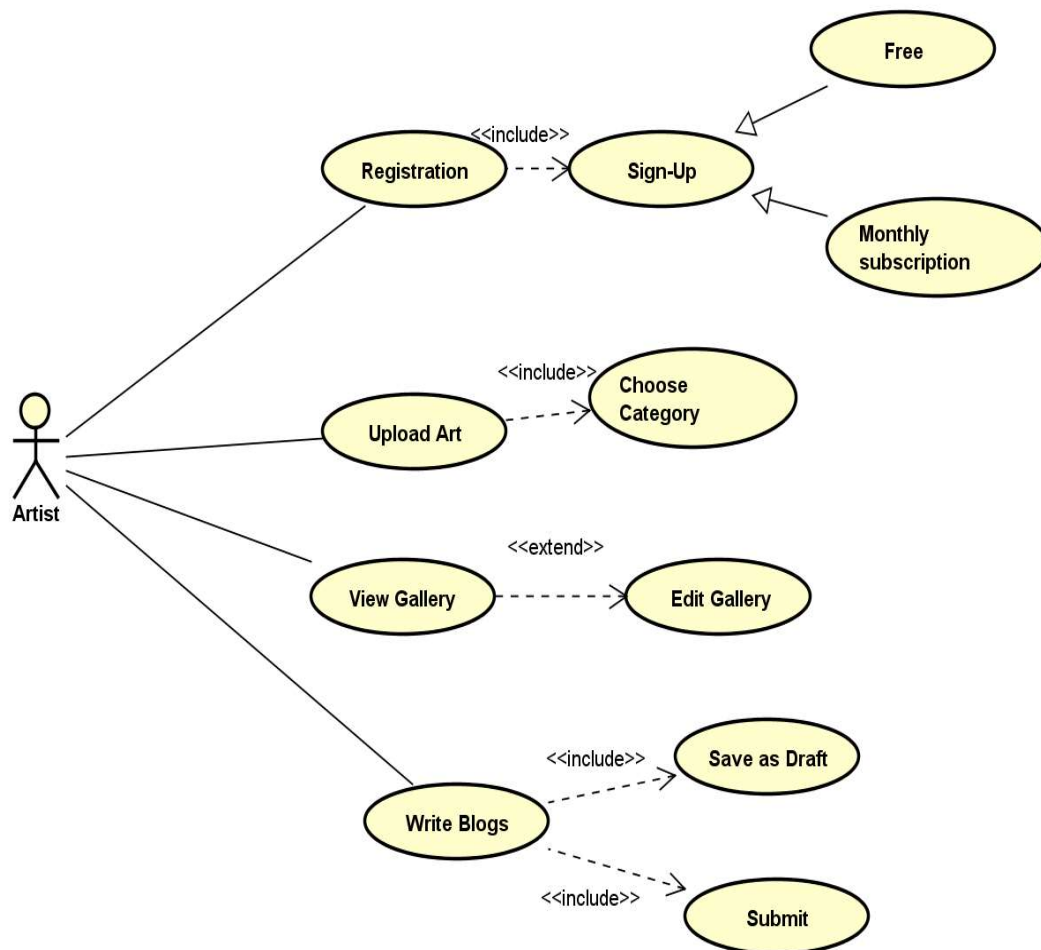 Free
<<include>>
Registration
Sign-Up
Monthly
subscription
<<include>>
Choose
Category
Upload Art
Artist
<<extend>>
View Gallery
Edit Gallery
<<include>>
Save as Draft
Write Blogs
<<include>>
Submit